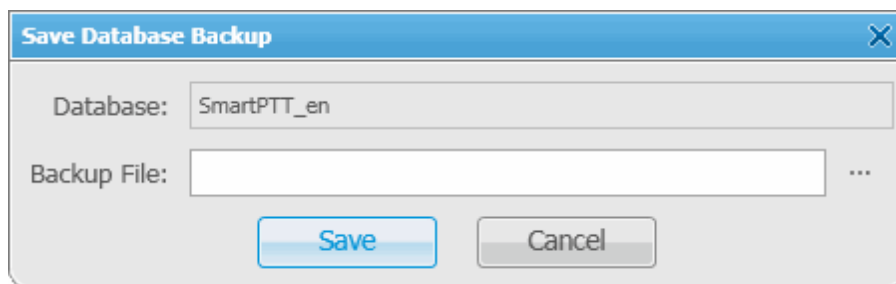 Save Database Backup
Database: SmartPTT_en
Backup File: ...
Save Cancel